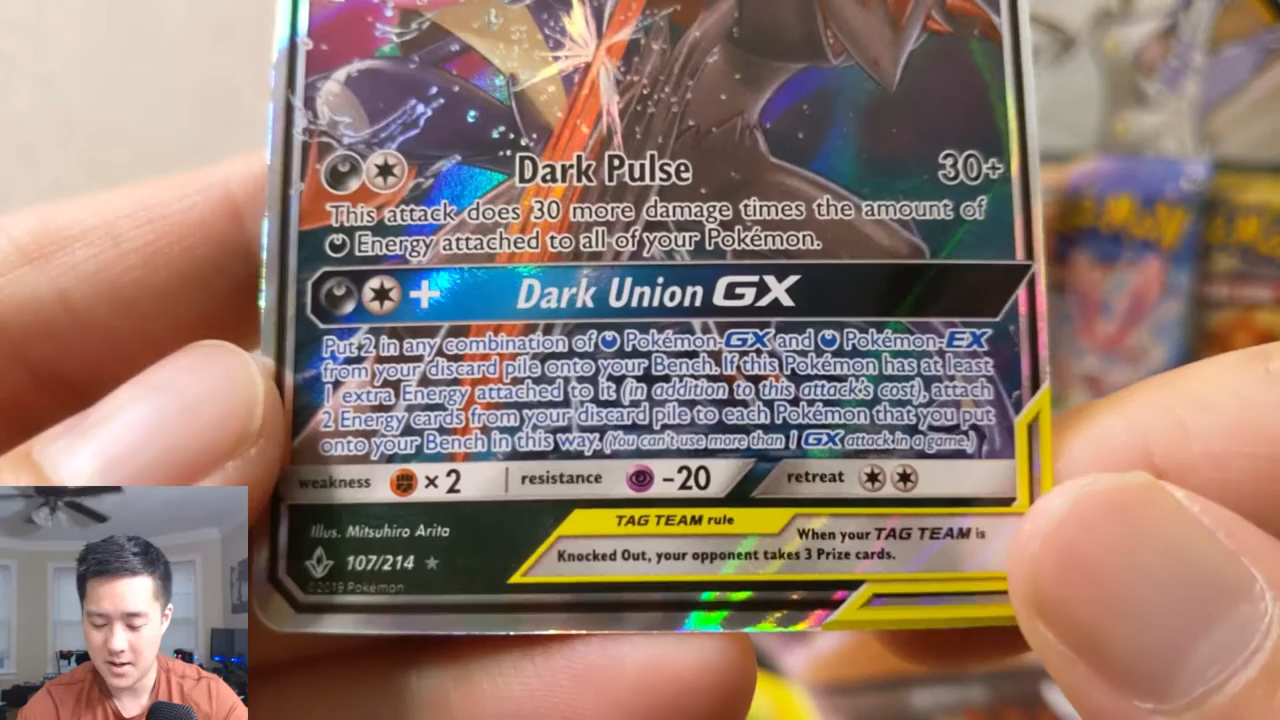 Dark Pulse 30+
This attack does 30 more damage times the amount of
Energy attached to all of your Pokémon.
+ Dark Union GX
Put 2 in any combination of Pokémon-GX and Pokémon-EX
from your discard pile onto your Bench. If this Pokémon has at least
1 extra Energy attached to it (in addition to this attack's cost), attach
2 Energy cards from your discard pile to each Pokémon that you put
onto your Bench in this way. (You can't use more than 1 GX attack in a game.)
weakness ×2 resistance -20 retreat
Illus. Mitsuhiro Arita
107/214
©2019 Pokémon
TAG TEAM rule
When your TAG TEAM is
Knocked Out, your opponent takes 3 Prize cards.